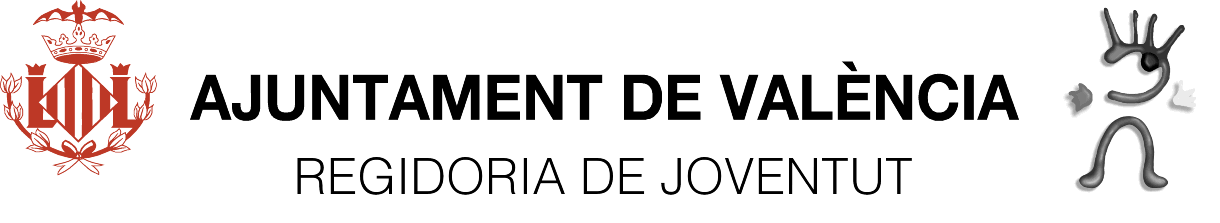 AJUNTAMENT DE VALÈNCIA
REGIDORIA DE JOVENTUT